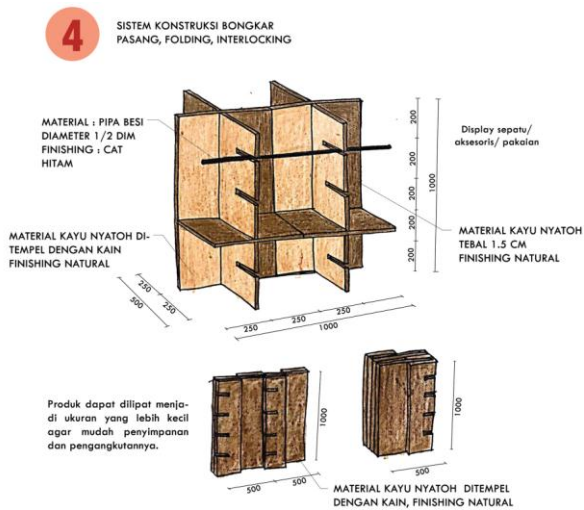 4
SISTEM KONSTRUKSI BONGKAR
PASANG, FOLDING, INTERLOCKING
MATERIAL : PIPA BESI
DIAMETER 1/2 DIM
FINISHING : CAT
HITAM
200
200
200
200
200
1000
Display sepatu/
aksesoris/ pakaian
MATERIAL KAYU NYATOH DI-
TEMPEL DENGAN KAIN
FINISHING NATURAL
MATERIAL KAYU NYATOH
TEBAL 1.5 CM
FINISHING NATURAL
250
250
500
250
250
250
1000
Produk dapat dilipat menja-
di ukuran yang lebih kecil
agar mudah penyimpanan
dan pengangkutannya.
1000
500
500
1000
500
MATERIAL KAYU NYATOH DITEMPEL
DENGAN KAIN, FINISHING NATURAL